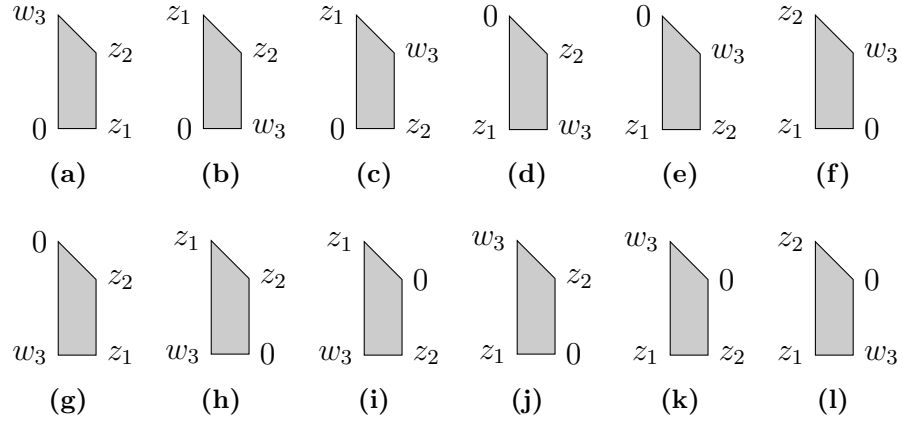 w₃ z₁ z₁ 0 0 z₂
z₂ z₂ w₃ z₂ w₃ w₃
0 z₁ 0 w₃ 0 z₂ z₁ w₃ z₁ z₂ z₁ 0
(a) (b) (c) (d) (e) (f)
0 z₁ z₁ w₃ w₃ z₂
z₂ z₂ 0 z₂ 0 0
w₃ z₁ w₃ 0 w₃ z₂ z₁ 0 z₁ z₂ z₁ w₃
(g) (h) (i) (j) (k) (l)